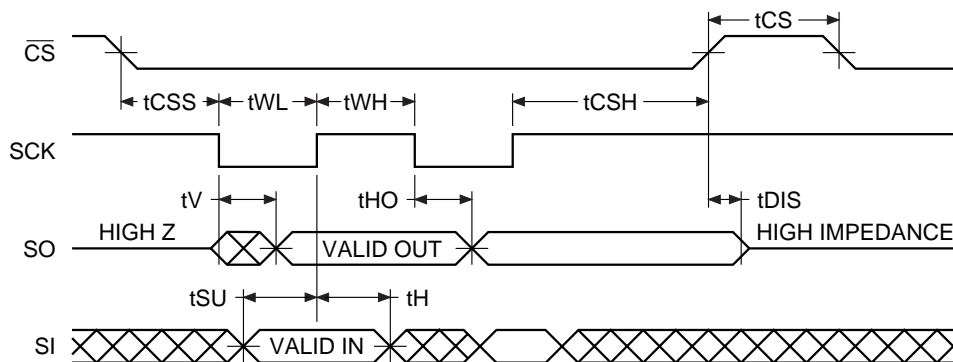 tCS
CS
tCSS tWL tWH tCSH
SCK
tV tHO tDIS
HIGH Z VALID OUT HIGH IMPEDANCE
SO
tSU tH
SI VALID IN